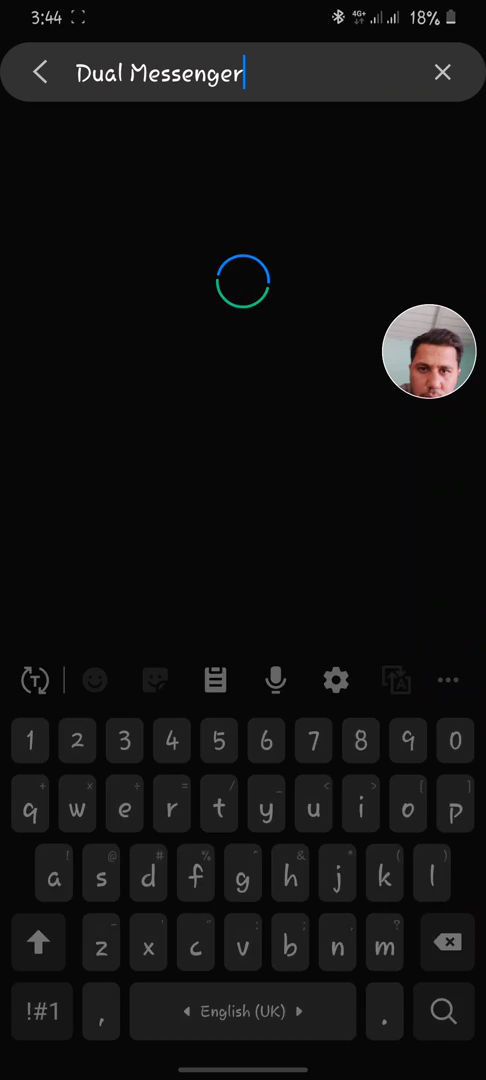 3:44 4G+ 18%
Dual Messenger
T A
1 2 3 4 5 6 7 8 9 0
+ × ÷ = / _ < > [ ]
q w e r t y u i o p
! @ # % ^ & * ( )
a s d f g h j k l
- " : ; , ?
z x c v b n m
!#1 , English (UK) .